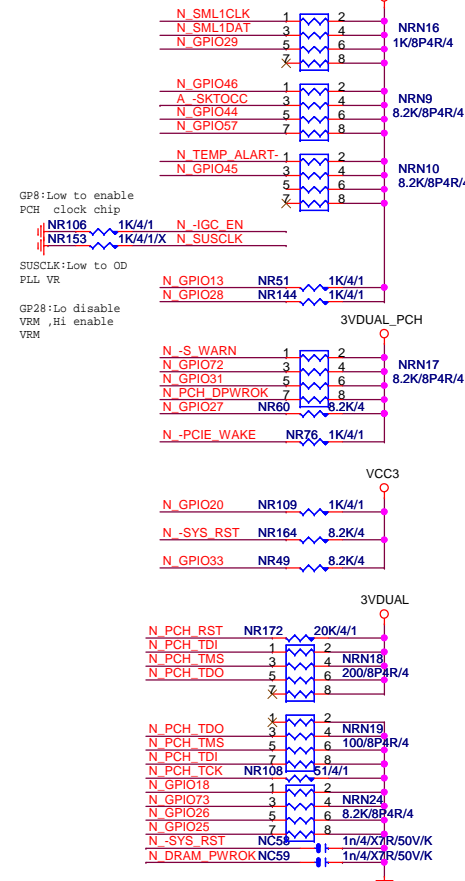 N_SML1CLK 1 2
N_SML1DAT 3 4 NRN16
N_GPIO29 5 6 1K/8P4R/4
7 8
N_GPIO46 1 2
A_-SKTOCC 3 4 NRN9
N_GPIO44 5 6 8.2K/8P4R/4
N_GPIO57 7 8
N_TEMP_ALART- 1 2
N_GPIO45 3 4 NRN10
5 6 8.2K/8P4R/4
7 8
GP8:Low to enable
PCH clock chip
NR106 1K/4/1 N_-IGC_EN
NR153 1K/4/1/X N_SUSCLK
SUSCLK:Low to OD
PLL VR
N_GPIO13 NR51 1K/4/1
N_GPIO28 NR144 1K/4/1
GP28:Lo disable
VRM ,Hi enable
VRM
3VDUAL_PCH
N_-S_WARN 1 2
N_GPIO72 3 4 NRN17
N_GPIO31 5 6 8.2K/8P4R/4
N_PCH_DPWROK 7 8
N_GPIO27 NR60 8.2K/4
N_-PCIE_WAKE NR76 1K/4/1
VCC3
N_GPIO20 NR109 1K/4/1
N_-SYS_RST NR164 8.2K/4
N_GPIO33 NR49 8.2K/4
3VDUAL
N_PCH_RST NR172 20K/4/1
N_PCH_TDI 1 2
N_PCH_TMS 3 4 NRN18
N_PCH_TDO 5 6 200/8P4R/4
7 8
1 2
N_PCH_TDO 3 4 NRN19
N_PCH_TMS 5 6 100/8P4R/4
N_PCH_TDI 7 8
N_PCH_TCK NR108 51/4/1
N_GPIO18 1 2
N_GPIO73 3 4 NRN24
N_GPIO26 5 6 8.2K/8P4R/4
N_GPIO25 7 8
N_-SYS_RST NC58 1n/4/X7R/50V/K
N_DRAM_PWROK NC59 1n/4/X7R/50V/K